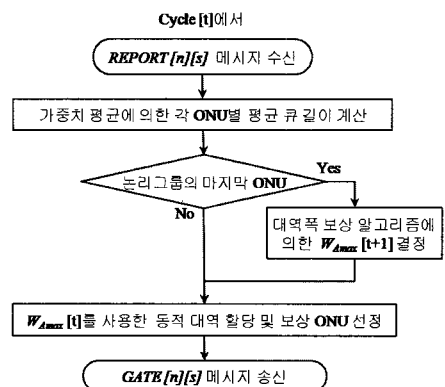 Cycle [t]에서
REPORT [n][s] 메시지 수신
가중치 평균에 의한 각 ONU별 평균 큐 길이 계산
논리그룹의 마지막 ONU
Yes
No
대역폭 보상 알고리즘에
의한 W_Amax [t+1] 결정
W_Amax [t]를 사용한 동적 대역 할당 및 보상 ONU 선정
GATE [n][s] 메시지 송신